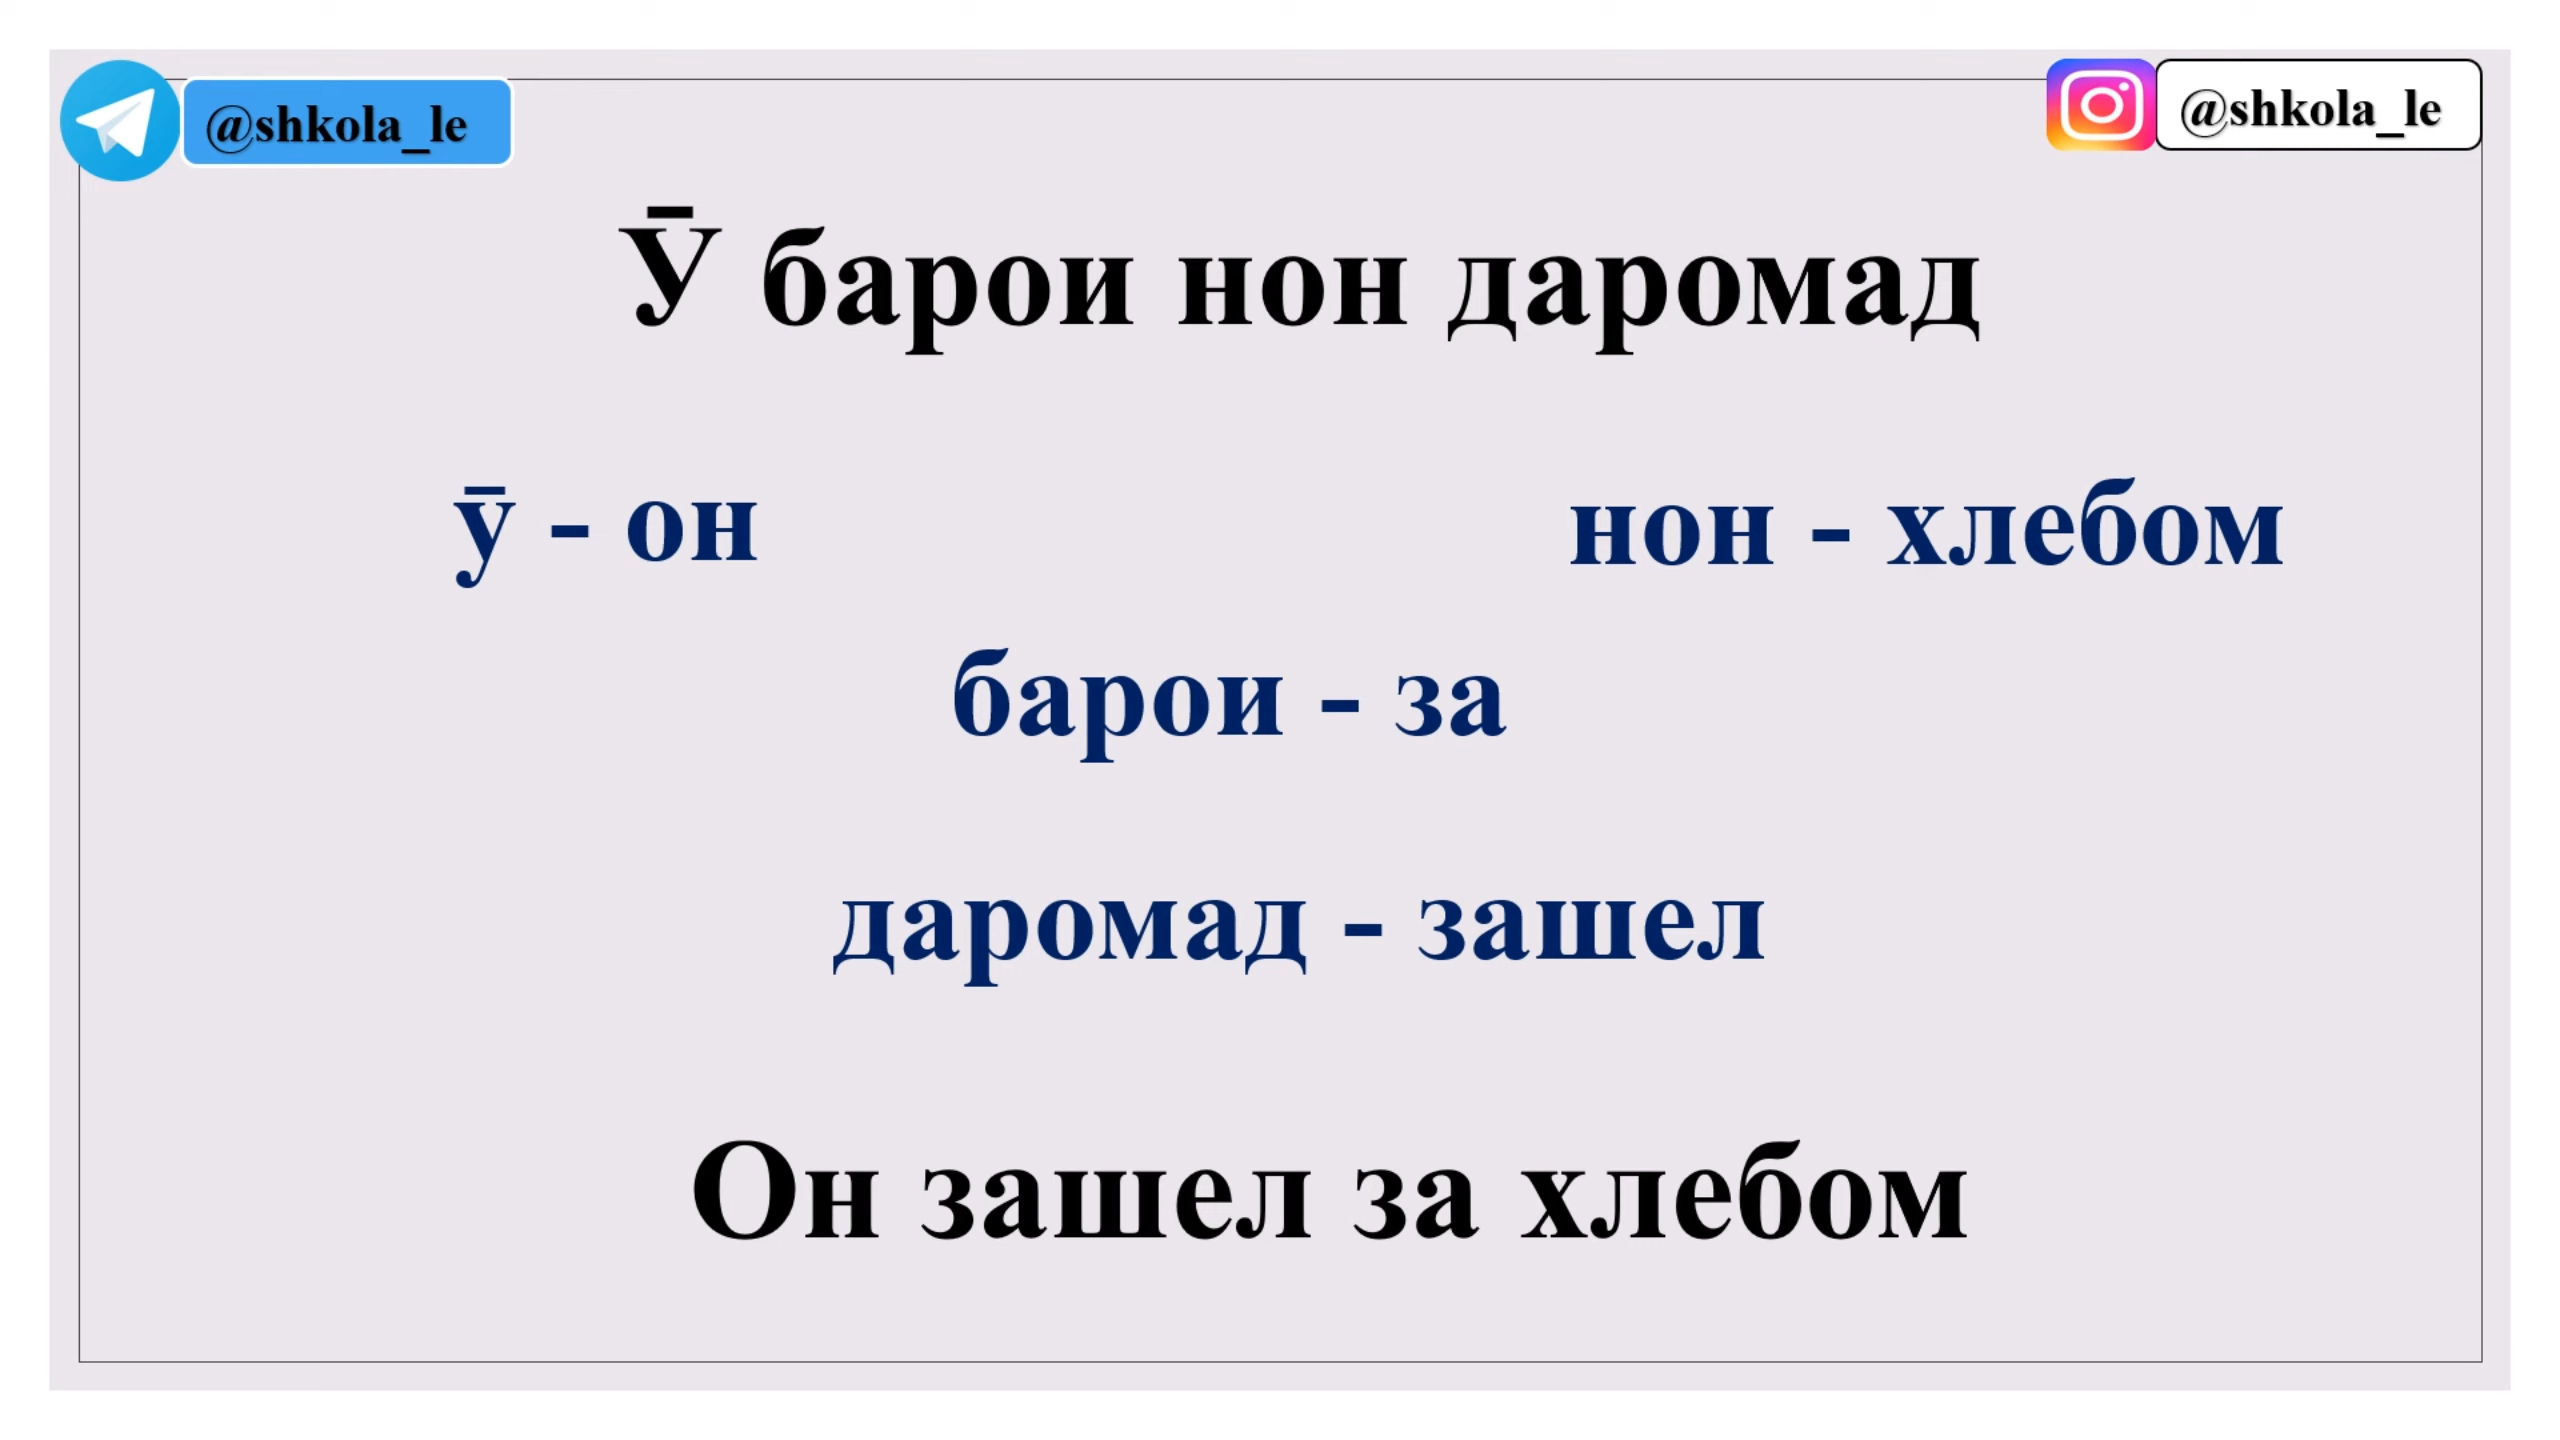 @shkola_le
@shkola_le
Ӯ барои нон даромад
ӯ - он
нон - хлебом
барои - за
даромад - зашел
Он зашел за хлебом